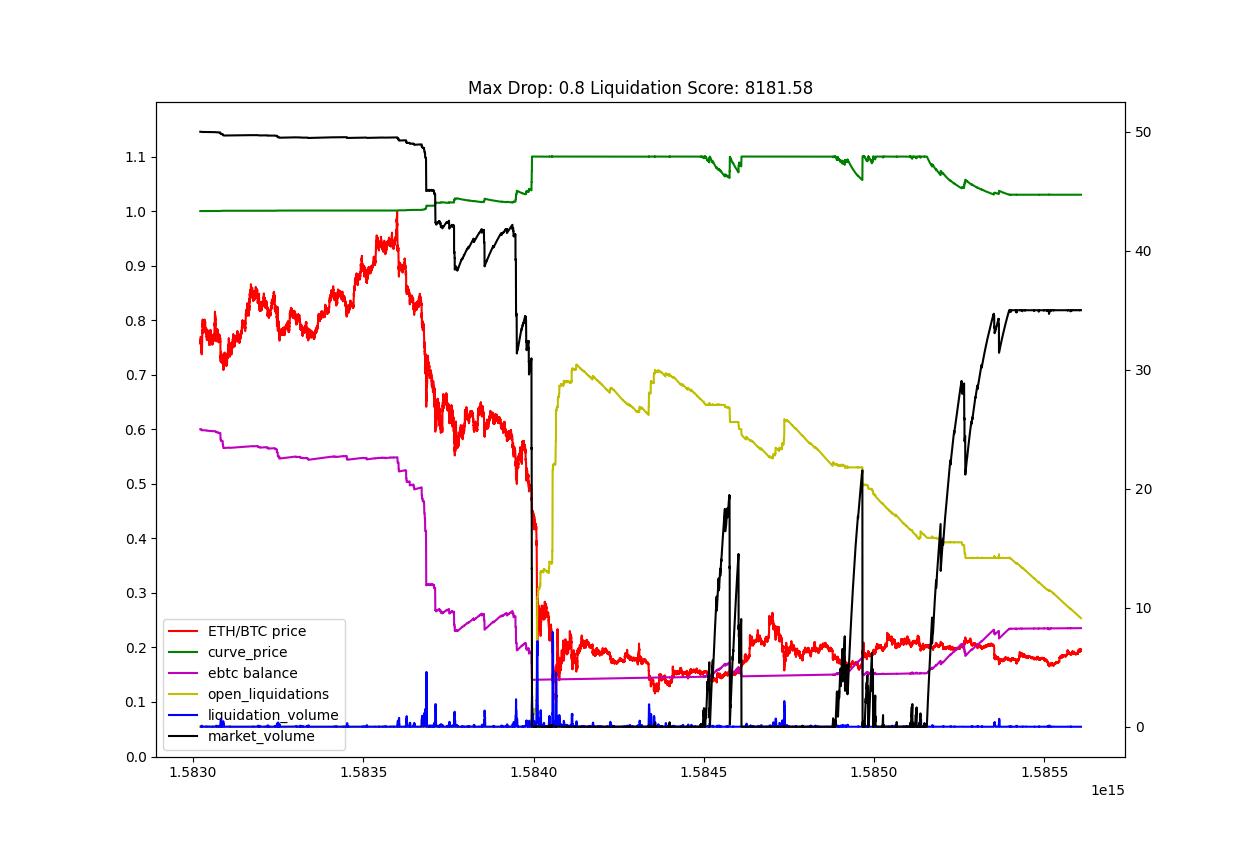 Max Drop: 0.8 Liquidation Score: 8181.58
1.1
1.0
0.9
0.8
0.7
0.6
0.5
0.4
0.3
0.2
0.1
0.0
50
40
30
20
10
0
ETH/BTC price
curve_price
ebtc balance
open_liquidations
liquidation_volume
market_volume
1.5830 1.5835 1.5840 1.5845 1.5850 1.5855
1e15